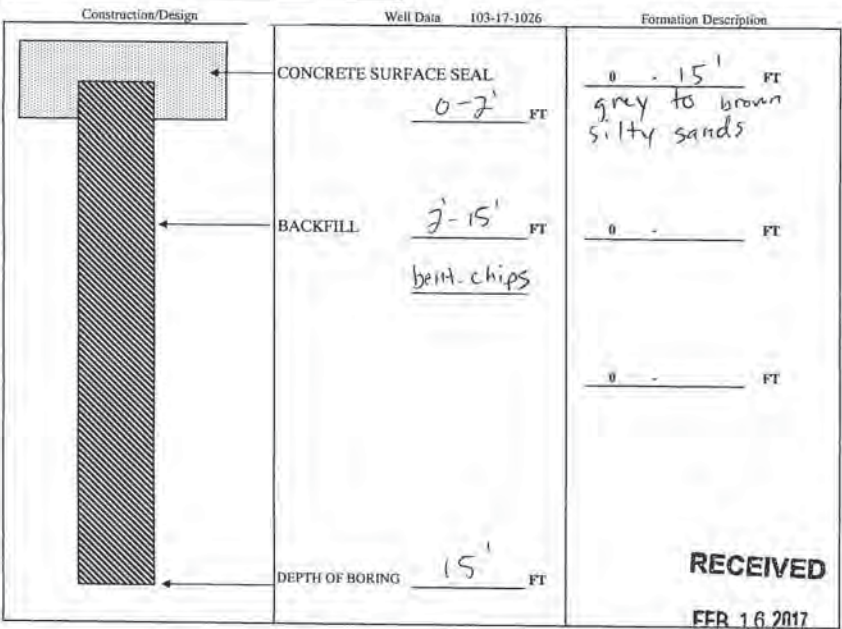 Construction/Design
Well Data 103-17-1026
Formation Description
CONCRETE SURFACE SEAL
0-2' FT
BACKFILL 2'-15' FT
bent. chips
DEPTH OF BORING 15' FT
0 - 15' FT
grey to brown
silty sands
0 - FT
0 - FT
RECEIVED
FEB 16 2017